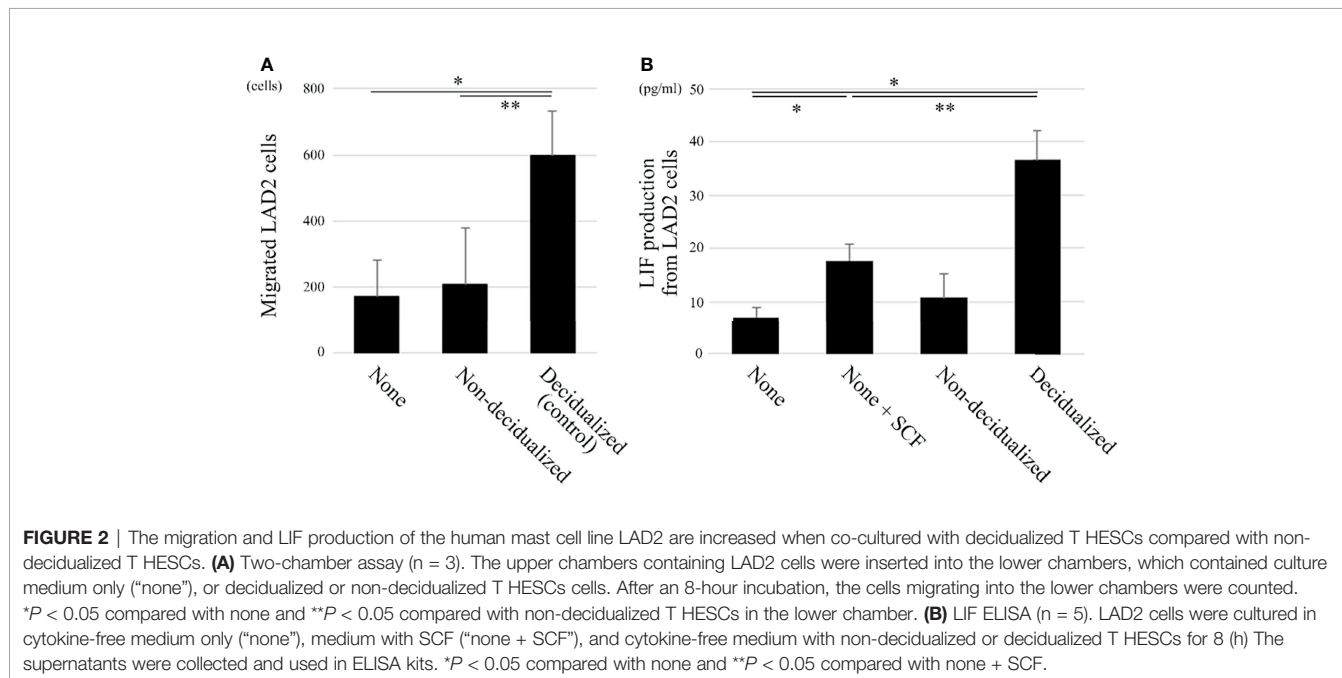 A
(cells)
800
600
400
200
0
Migrated LAD2 cells
*
**
None
Non-decidualized
Decidualized
(control)
B
(pg/ml)
50
40
30
20
10
0
LIF production
from LAD2 cells
*
*
**
None
None + SCF
Non-decidualized
Decidualized
FIGURE 2 | The migration and LIF production of the human mast cell line LAD2 are increased when co-cultured with decidualized T HESCs compared with non-
decidualized T HESCs. (A) Two-chamber assay (n = 3). The upper chambers containing LAD2 cells were inserted into the lower chambers, which contained culture
medium only (“none”), or decidualized or non-decidualized T HESCs cells. After an 8-hour incubation, the cells migrating into the lower chambers were counted.
*P < 0.05 compared with none and **P < 0.05 compared with non-decidualized T HESCs in the lower chamber. (B) LIF ELISA (n = 5). LAD2 cells were cultured in
cytokine-free medium only (“none”), medium with SCF (“none + SCF”), and cytokine-free medium with non-decidualized or decidualized T HESCs for 8 (h) The
supernatants were collected and used in ELISA kits. *P < 0.05 compared with none and **P < 0.05 compared with none + SCF.